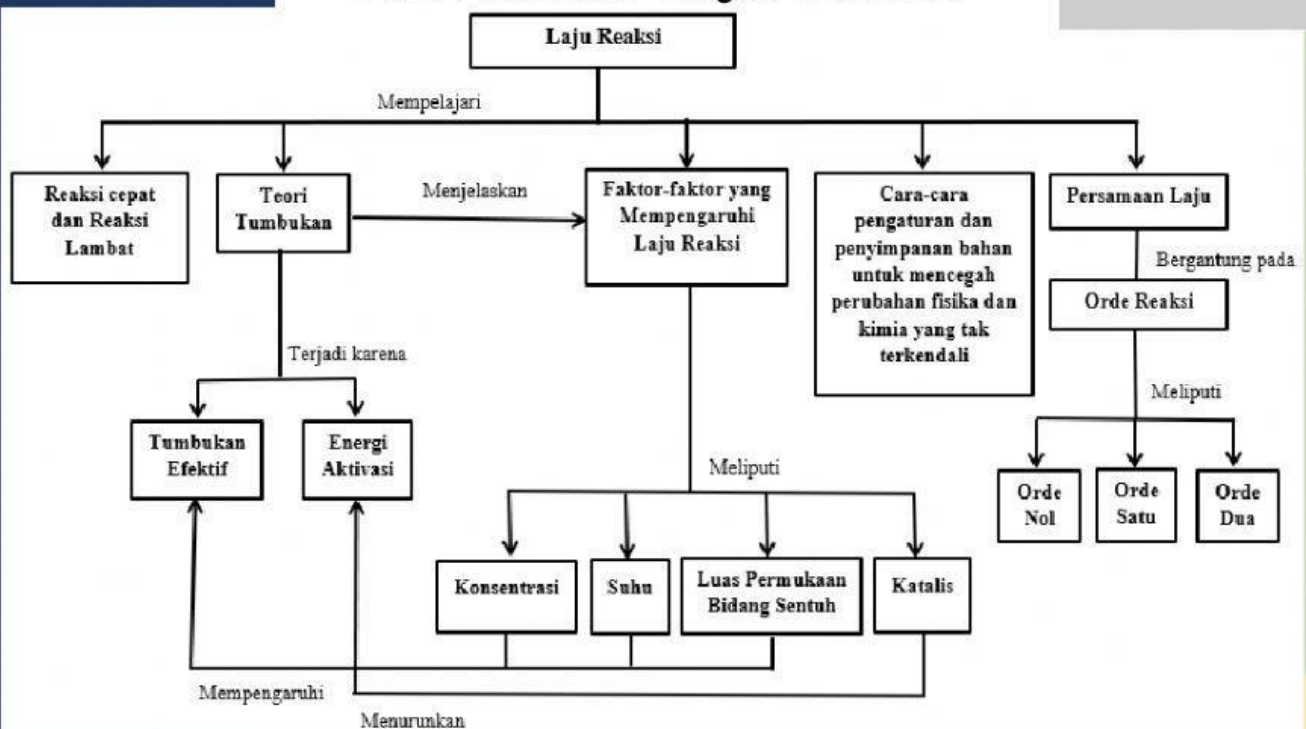 Laju Reaksi
Mempelajari
Reaksi cepat
dan Reaksi
Lambat
Teori
Tumbukan
Menjelaskan
Faktor-faktor yang
Mempengaruhi
Laju Reaksi
Cara-cara
pengaturan dan
penyimpanan bahan
untuk mencegah
perubahan fisika dan
kimia yang tak
terkendali
Persamaan Laju
Bergantung pada
Orde Reaksi
Meliputi
Orde
Nol
Orde
Satu
Orde
Dua
Terjadi karena
Tumbukan
Efektif
Energi
Aktivasi
Meliputi
Konsentrasi
Suhu
Luas Permukaan
Bidang Sentuh
Katalis
Mempengaruhi
Menurunkan